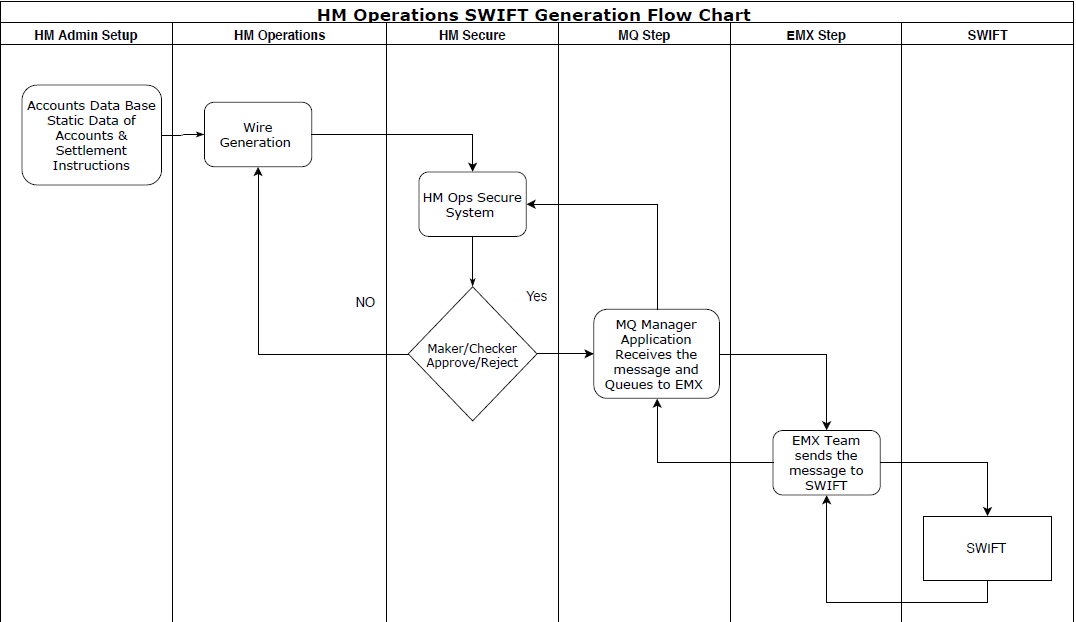 HM Operations SWIFT Generation Flow Chart
HM Admin Setup
HM Operations
HM Secure
MQ Step
EMX Step
SWIFT
Accounts Data Base
Static Data of
Accounts &
Settlement
Instructions
Wire
Generation
HM Ops Secure
System
NO
Yes
Maker/Checker
Approve/Reject
MQ Manager
Application
Receives the
message and
Queues to EMX
EMX Team
sends the
message to
SWIFT
SWIFT